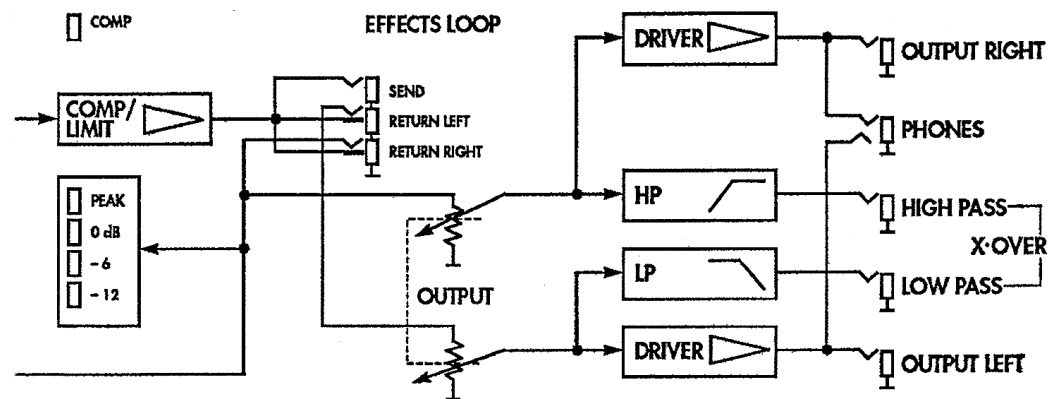 COMP
EFFECTS LOOP
DRIVER
OUTPUT RIGHT
COMP/
LIMIT
SEND
RETURN LEFT
RETURN RIGHT
PHONES
PEAK
0 dB
-6
-12
HP
HIGH PASS
X·OVER
LP
LOW PASS
OUTPUT
DRIVER
OUTPUT LEFT